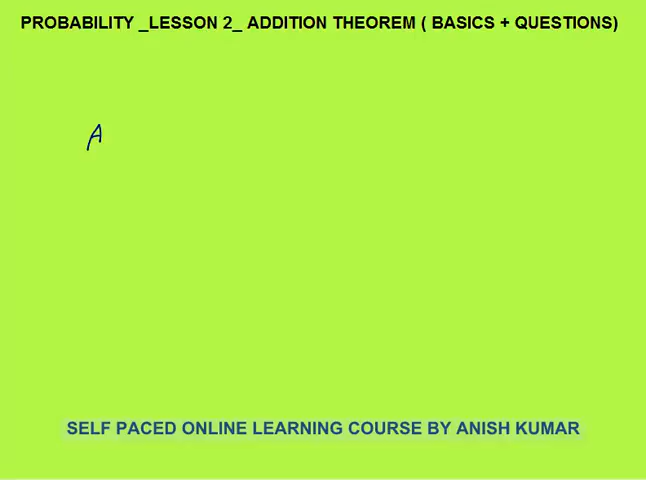 PROBABILITY _LESSON 2_ ADDITION THEOREM ( BASICS + QUESTIONS)
A
SELF PACED ONLINE LEARNING COURSE BY ANISH KUMAR